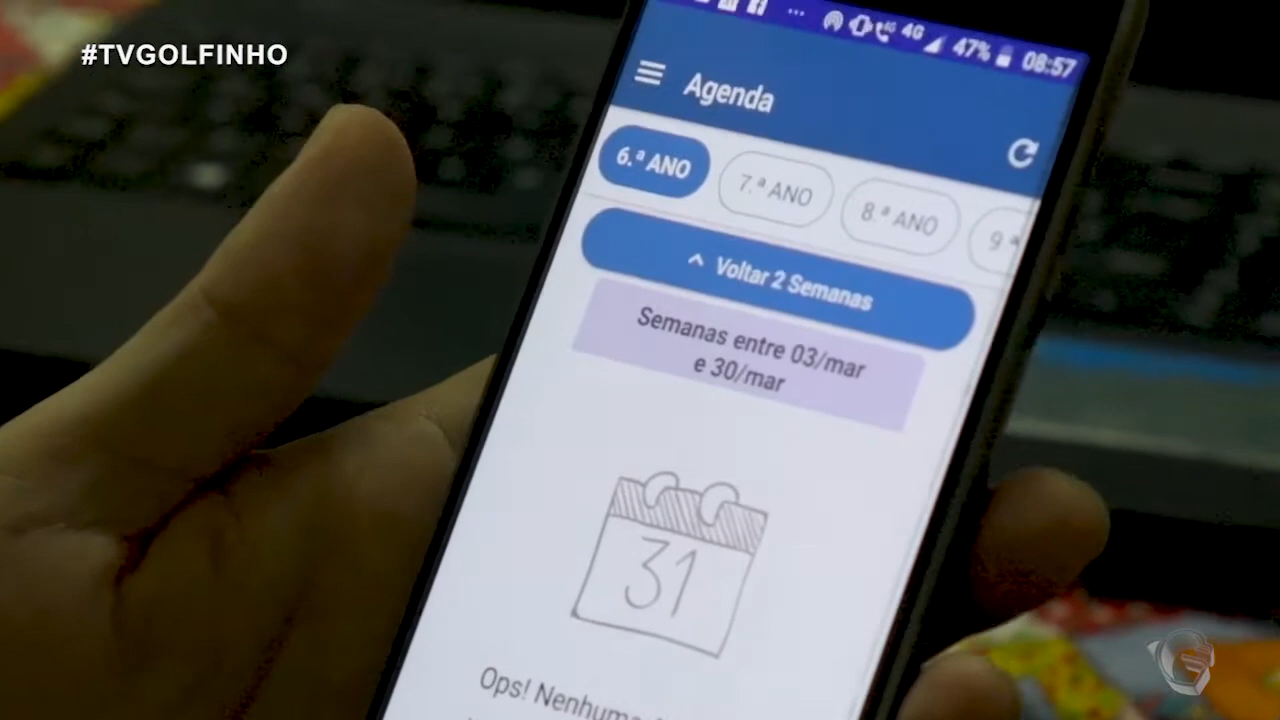 #TVGOLFINHO
4G 47% 08:57
Agenda
6.ª ANO 7.ª ANO 8.ª ANO 9 ª
Voltar 2 Semanas
Semanas entre 03/mar
e 30/mar
31
Ops! Nenhuma